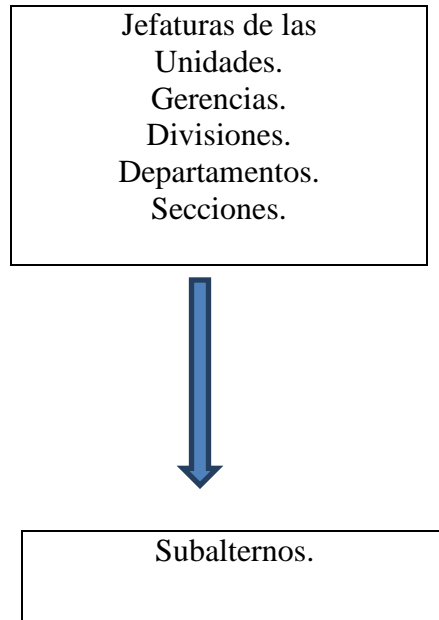 Jefaturas de las
Unidades.
Gerencias.
Divisiones.
Departamentos.
Secciones.
Subalternos.